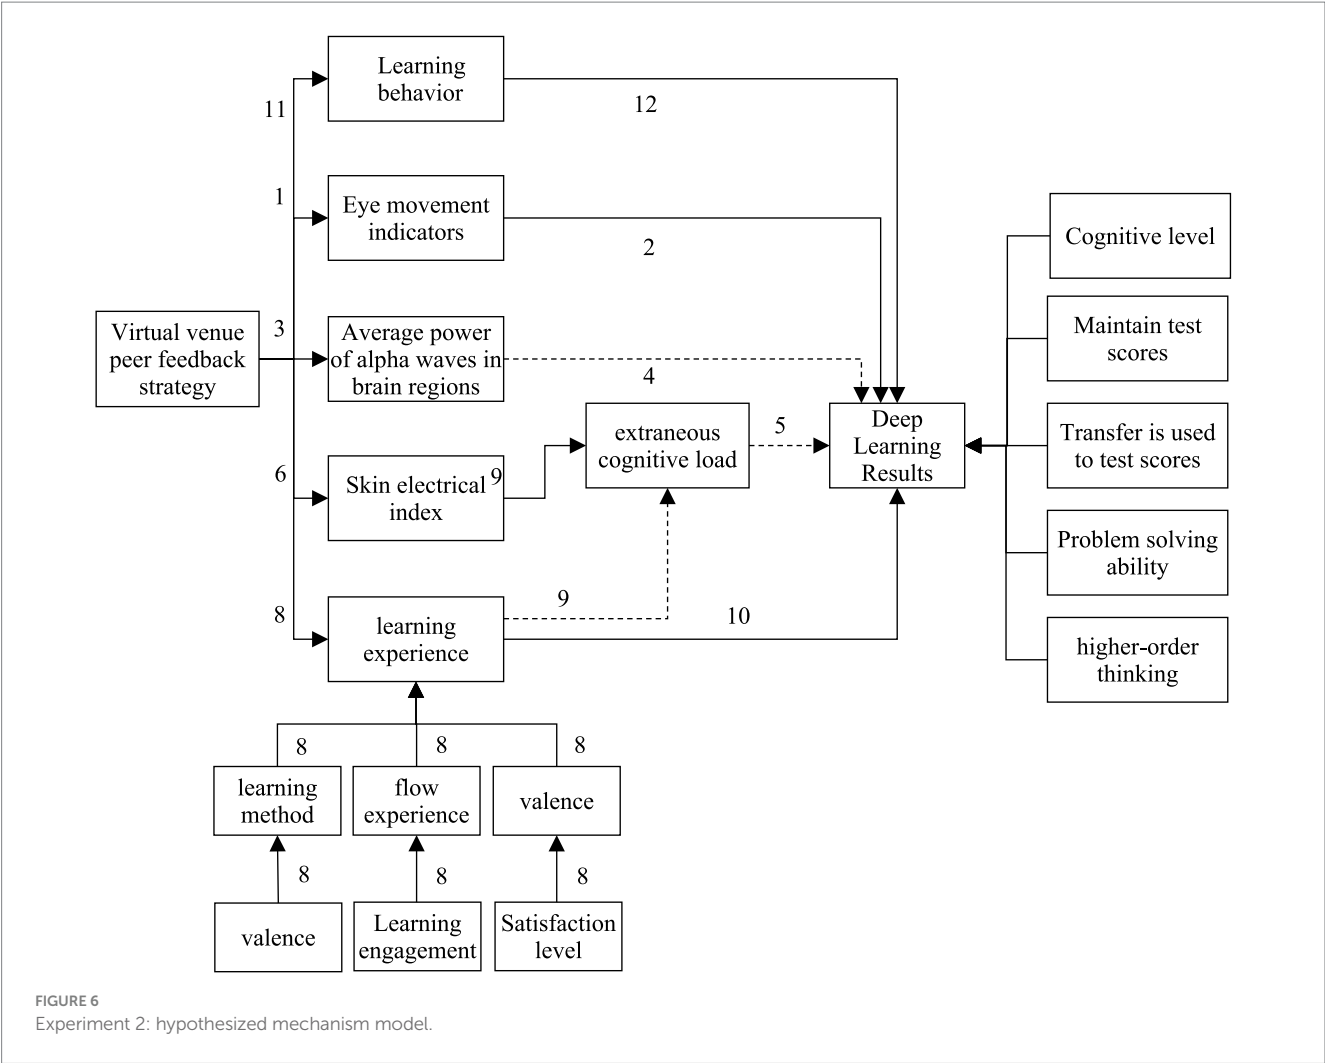 Learning
behavior
11
12
1
Eye movement
indicators
2
Cognitive level
Virtual venue
peer feedback
strategy
3
Average power
of alpha waves in
brain regions
4
Maintain test
scores
extraneous
cognitive load
5
Deep
Learning
Results
Transfer is used
to test scores
6
Skin electrical
index
9
Problem solving
ability
8
learning
experience
9
10
higher-order
thinking
8
8
8
learning
method
flow
experience
valence
8
8
8
valence
Learning
engagement
Satisfaction
level
FIGURE 6
Experiment 2: hypothesized mechanism model.